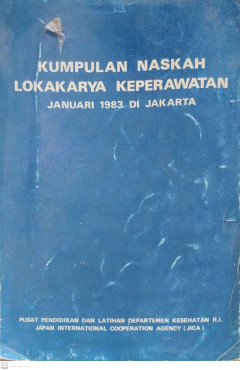 KUMPULAN NASKAH
LOKAKARYA KEPERAWATAN
JANUARI 1983 DI JAKARTA
PUSAT PENDIDIKAN DAN LATIHAN DEPARTEMEN KESEHATAN R.I.
JAPAN INTERNATIONAL COOPERATION AGENCY (JICA)